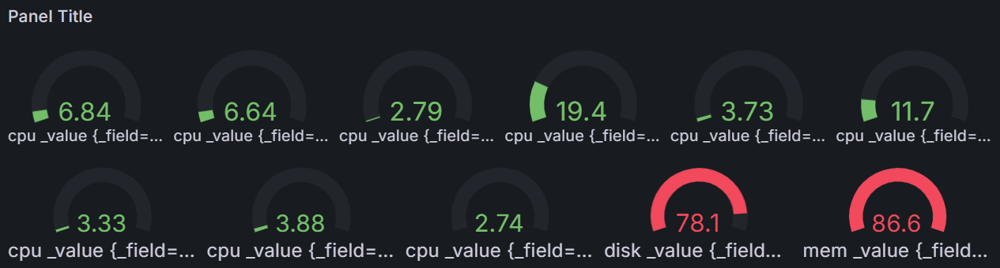 Panel Title
6.84 6.64 2.79 19.4 3.73 11.7
cpu _value {_field=... cpu _value {_field=... cpu _value {_field=... cpu _value {_field=... cpu _value {_field=... cpu _value {_field=...
3.33 3.88 2.74 78.1 86.6
cpu _value {_field=... cpu _value {_field=... cpu _value {_field=... disk _value {_field... mem _value {_field...